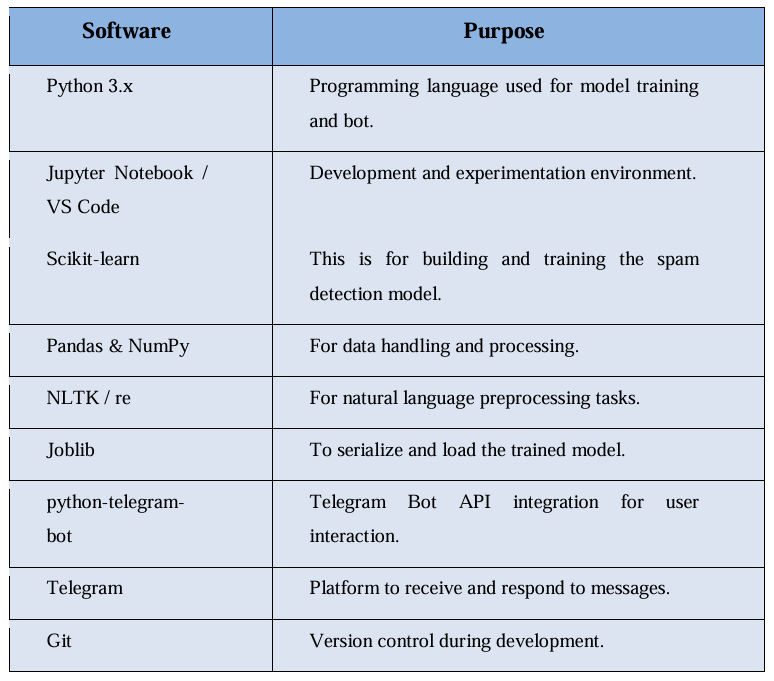 Software Purpose
Python 3.x Programming language used for model training
and bot.
Jupyter Notebook / Development and experimentation environment.
VS Code
Scikit-learn This is for building and training the spam
detection model.
Pandas & NumPy For data handling and processing.
NLTK / re For natural language preprocessing tasks.
Joblib To serialize and load the trained model.
python-telegram- Telegram Bot API integration for user
bot interaction.
Telegram Platform to receive and respond to messages.
Git Version control during development.